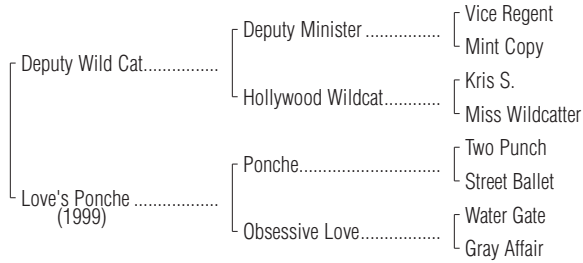 Vice Regent
Deputy Minister ................
Mint Copy
Deputy Wild Cat................
Kris S.
Hollywood Wildcat............
Miss Wildcatter
Two Punch
Ponche..............................
Street Ballet
Love's Ponche ..................
(1999)
Water Gate
Obsessive Love.................
Gray Affair